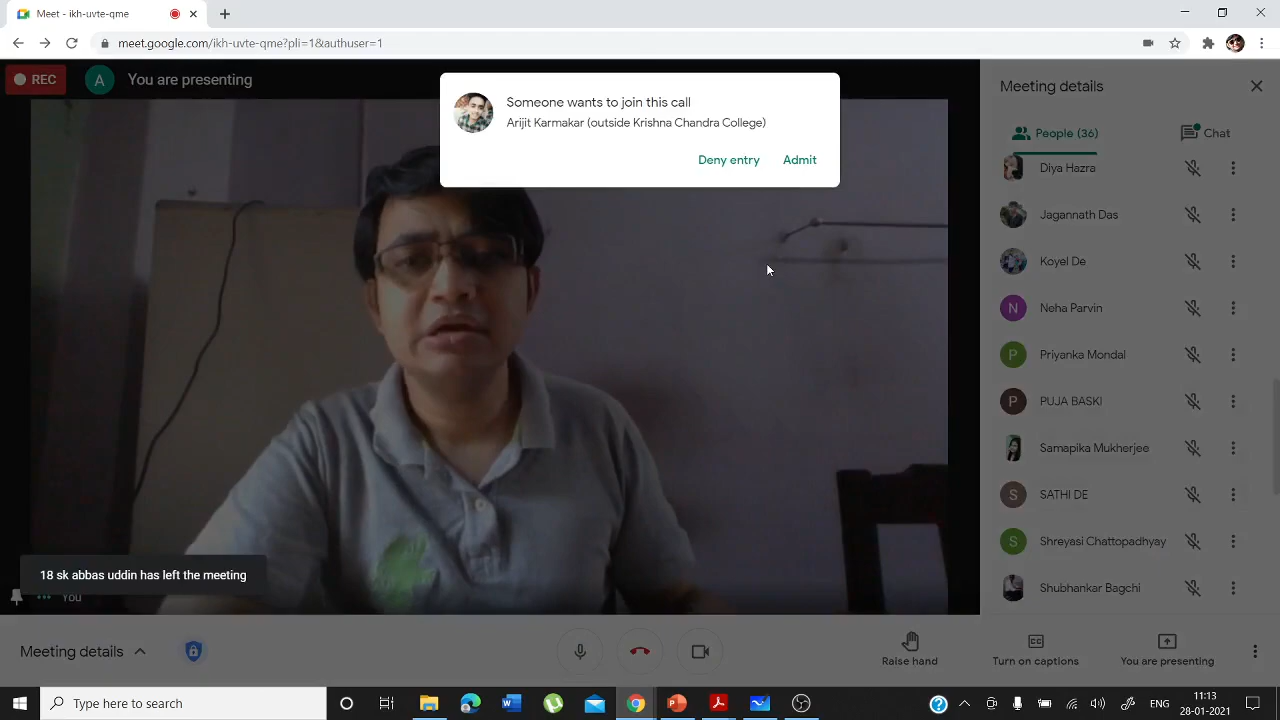 Meet - ikh-uvte-qme
meet.google.com/ikh-uvte-qme?pli=1&authuser=1
REC
A
You are presenting
Someone wants to join this call
Arijit Karmakar (outside Krishna Chandra College)
Deny entry
Admit
Meeting details
People (36)
Chat
Diya Hazra
Jagannath Das
Koyel De
N
Neha Parvin
P
Priyanka Mondal
P
PUJA BASKI
Samapika Mukherjee
S
SATHI DE
S
Shreyasi Chattopadhyay
Shubhankar Bagchi
18 sk abbas uddin has left the meeting
You
Meeting details
Raise hand
CC
Turn on captions
You are presenting
Type here to search
W
P
ENG
11:13
28-01-2021